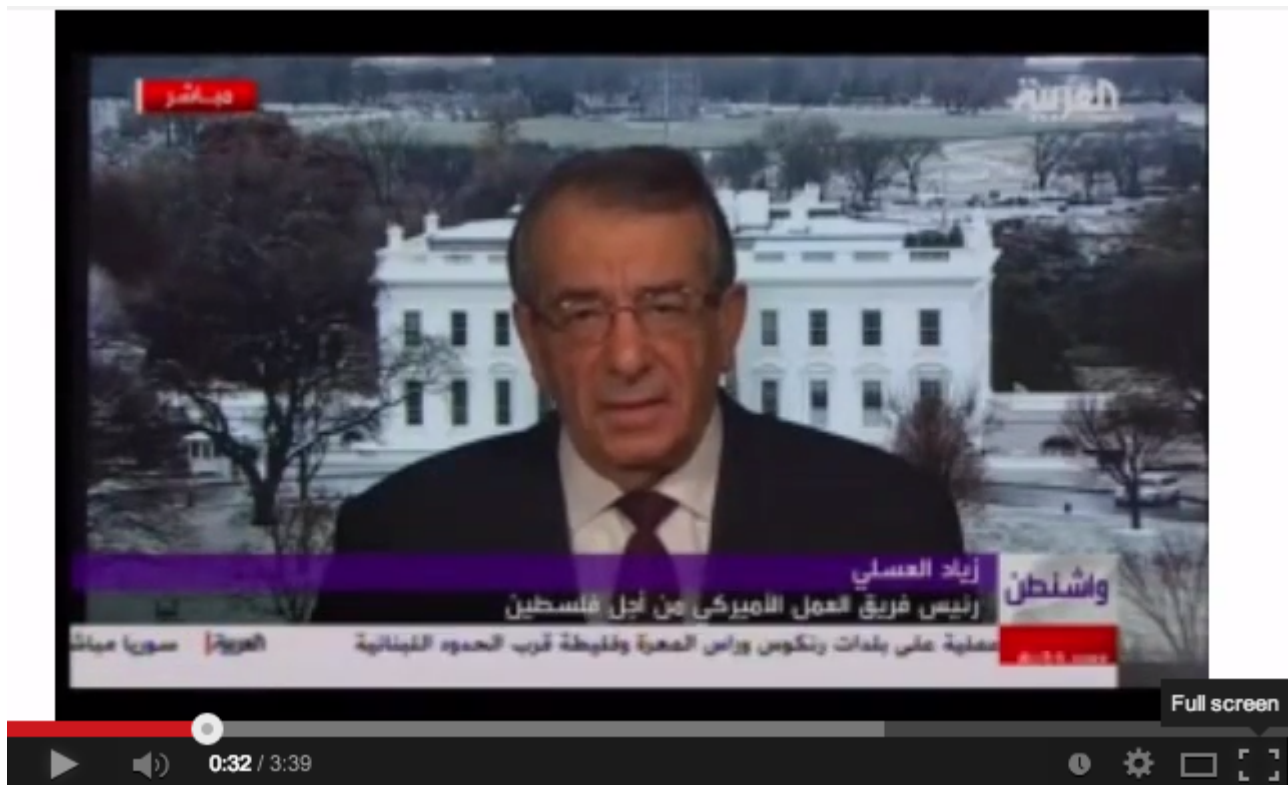 مباشر
العربية
زياد العسلي
رئيس فريق العمل الأميركي من أجل فلسطين
واشنطن
عملية على بلدات رنكوس وراس المعرة وفليطة قرب الحدود اللبنانية العربية سوريا
Full screen
0:32 / 3:39